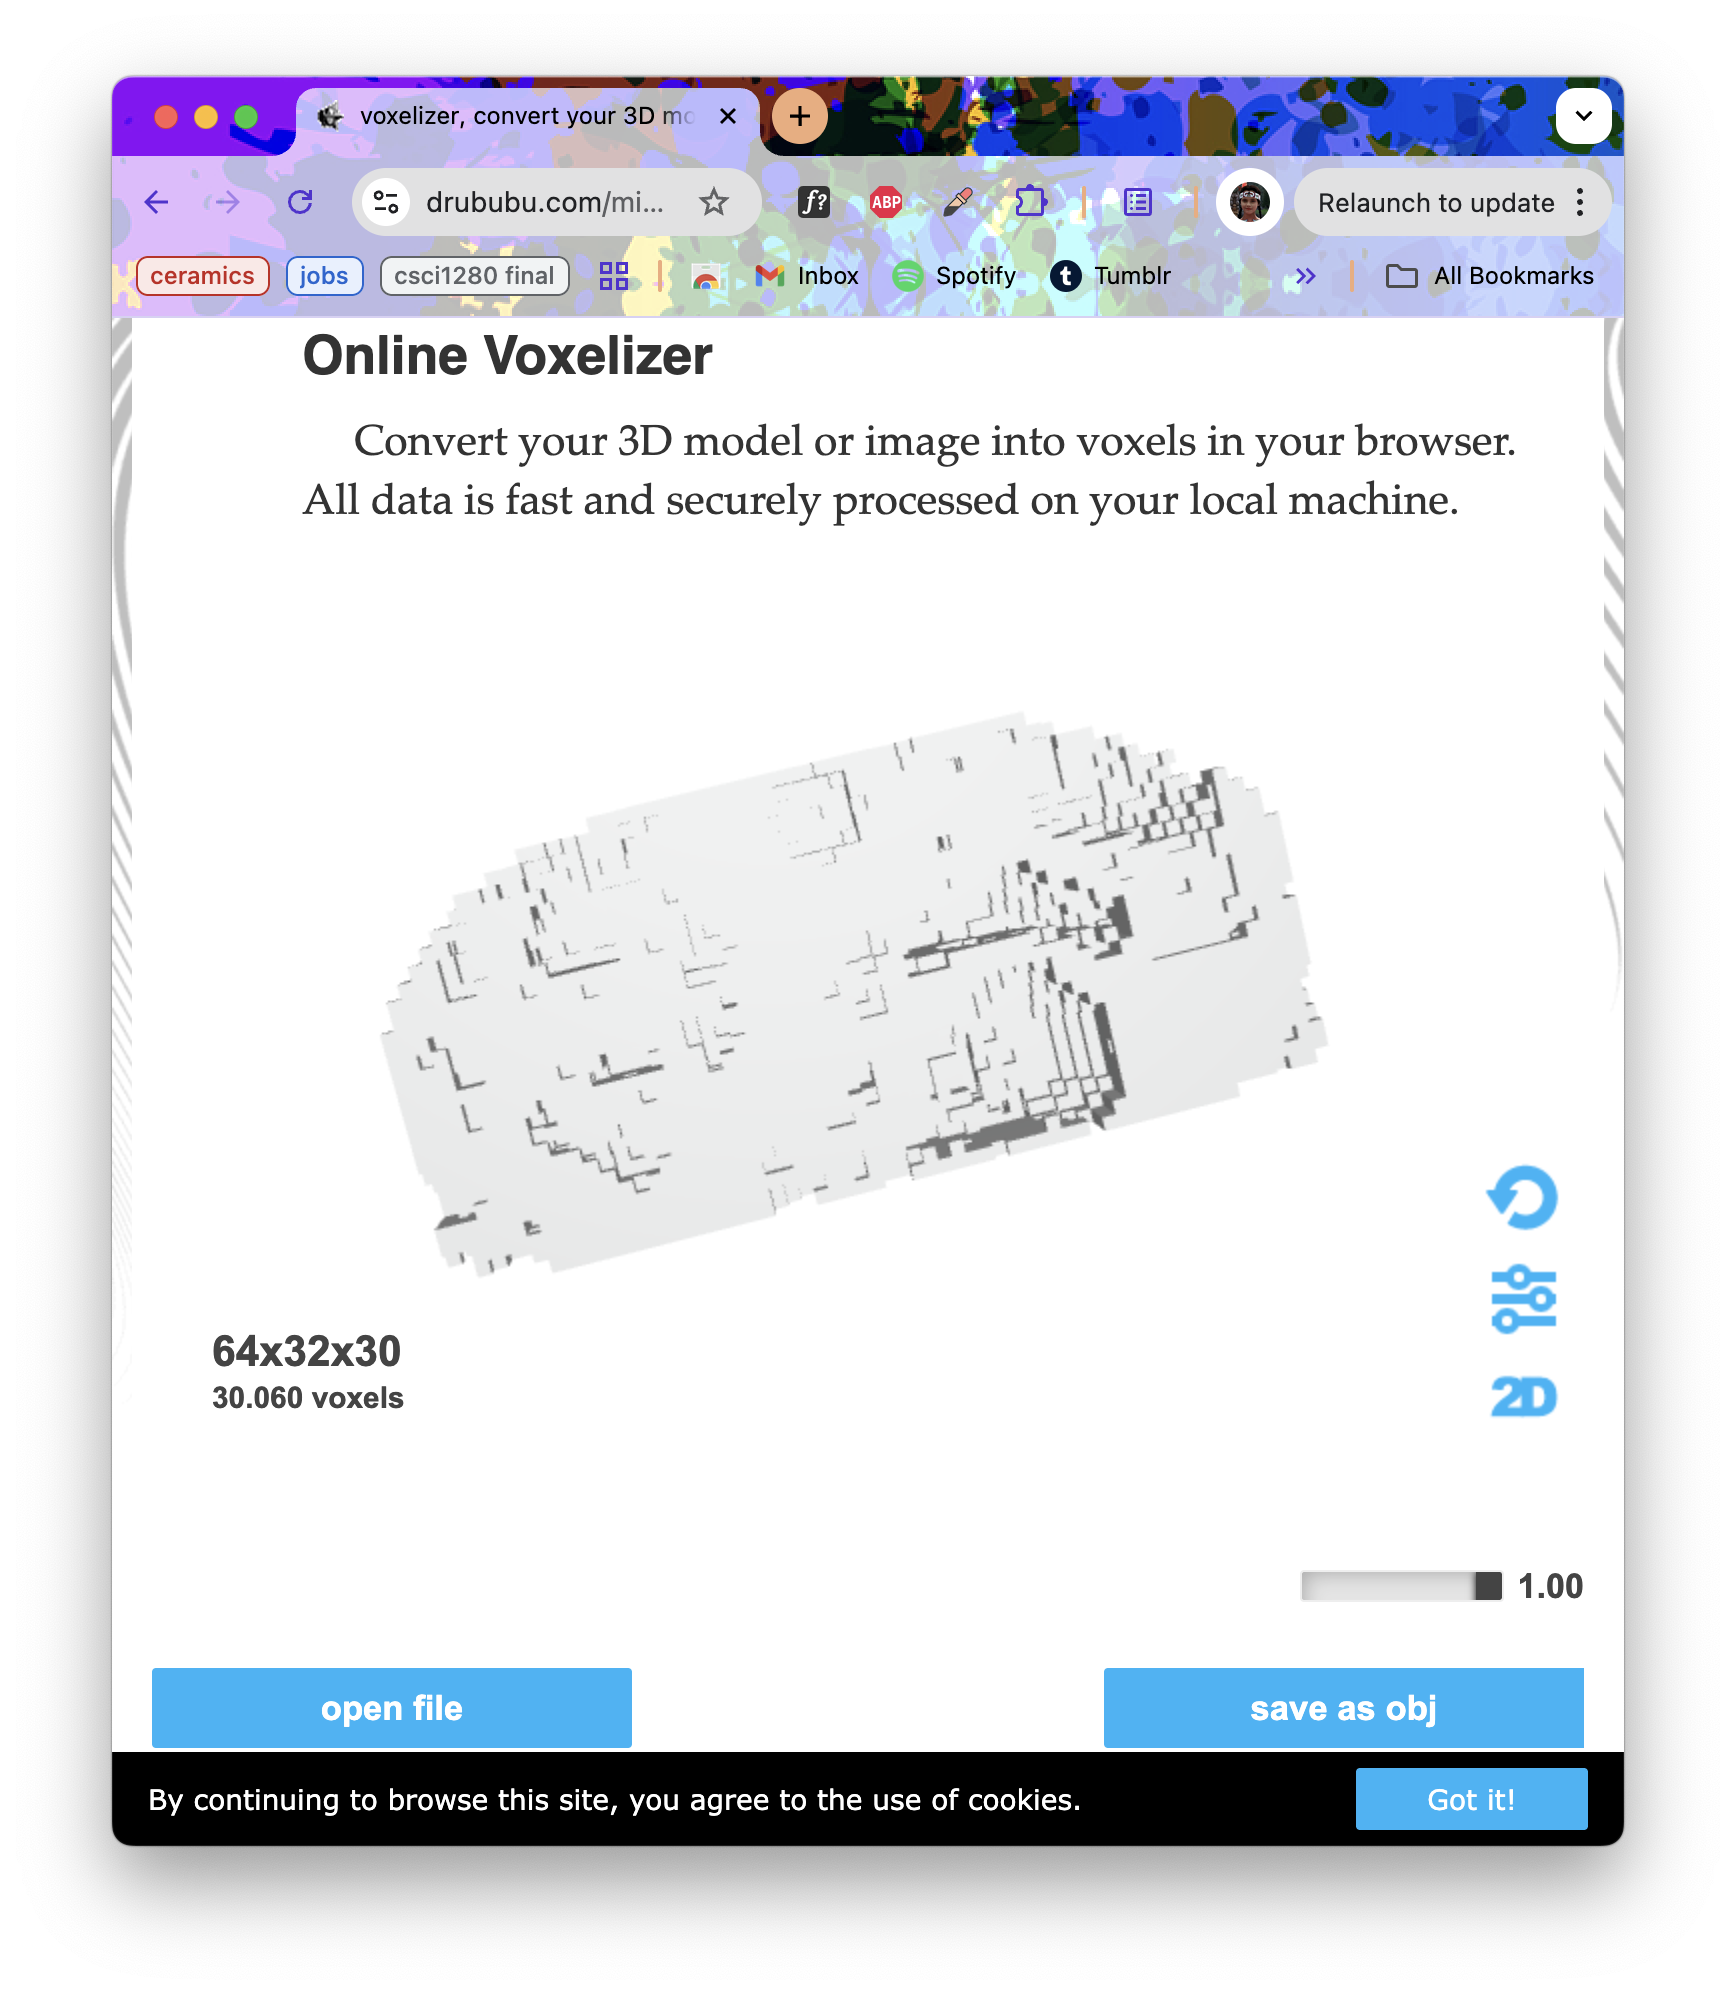 voxelizer, convert your 3D mo
drububu.com/mi...
f?
ABP
Relaunch to update
ceramics
jobs
csci1280 final
Inbox
Spotify
t
Tumblr
All Bookmarks
Online Voxelizer
Convert your 3D model or image into voxels in your browser.
All data is fast and securely processed on your local machine.
64x32x30
30.060 voxels
2D
1.00
open file
save as obj
By continuing to browse this site, you agree to the use of cookies.
Got it!